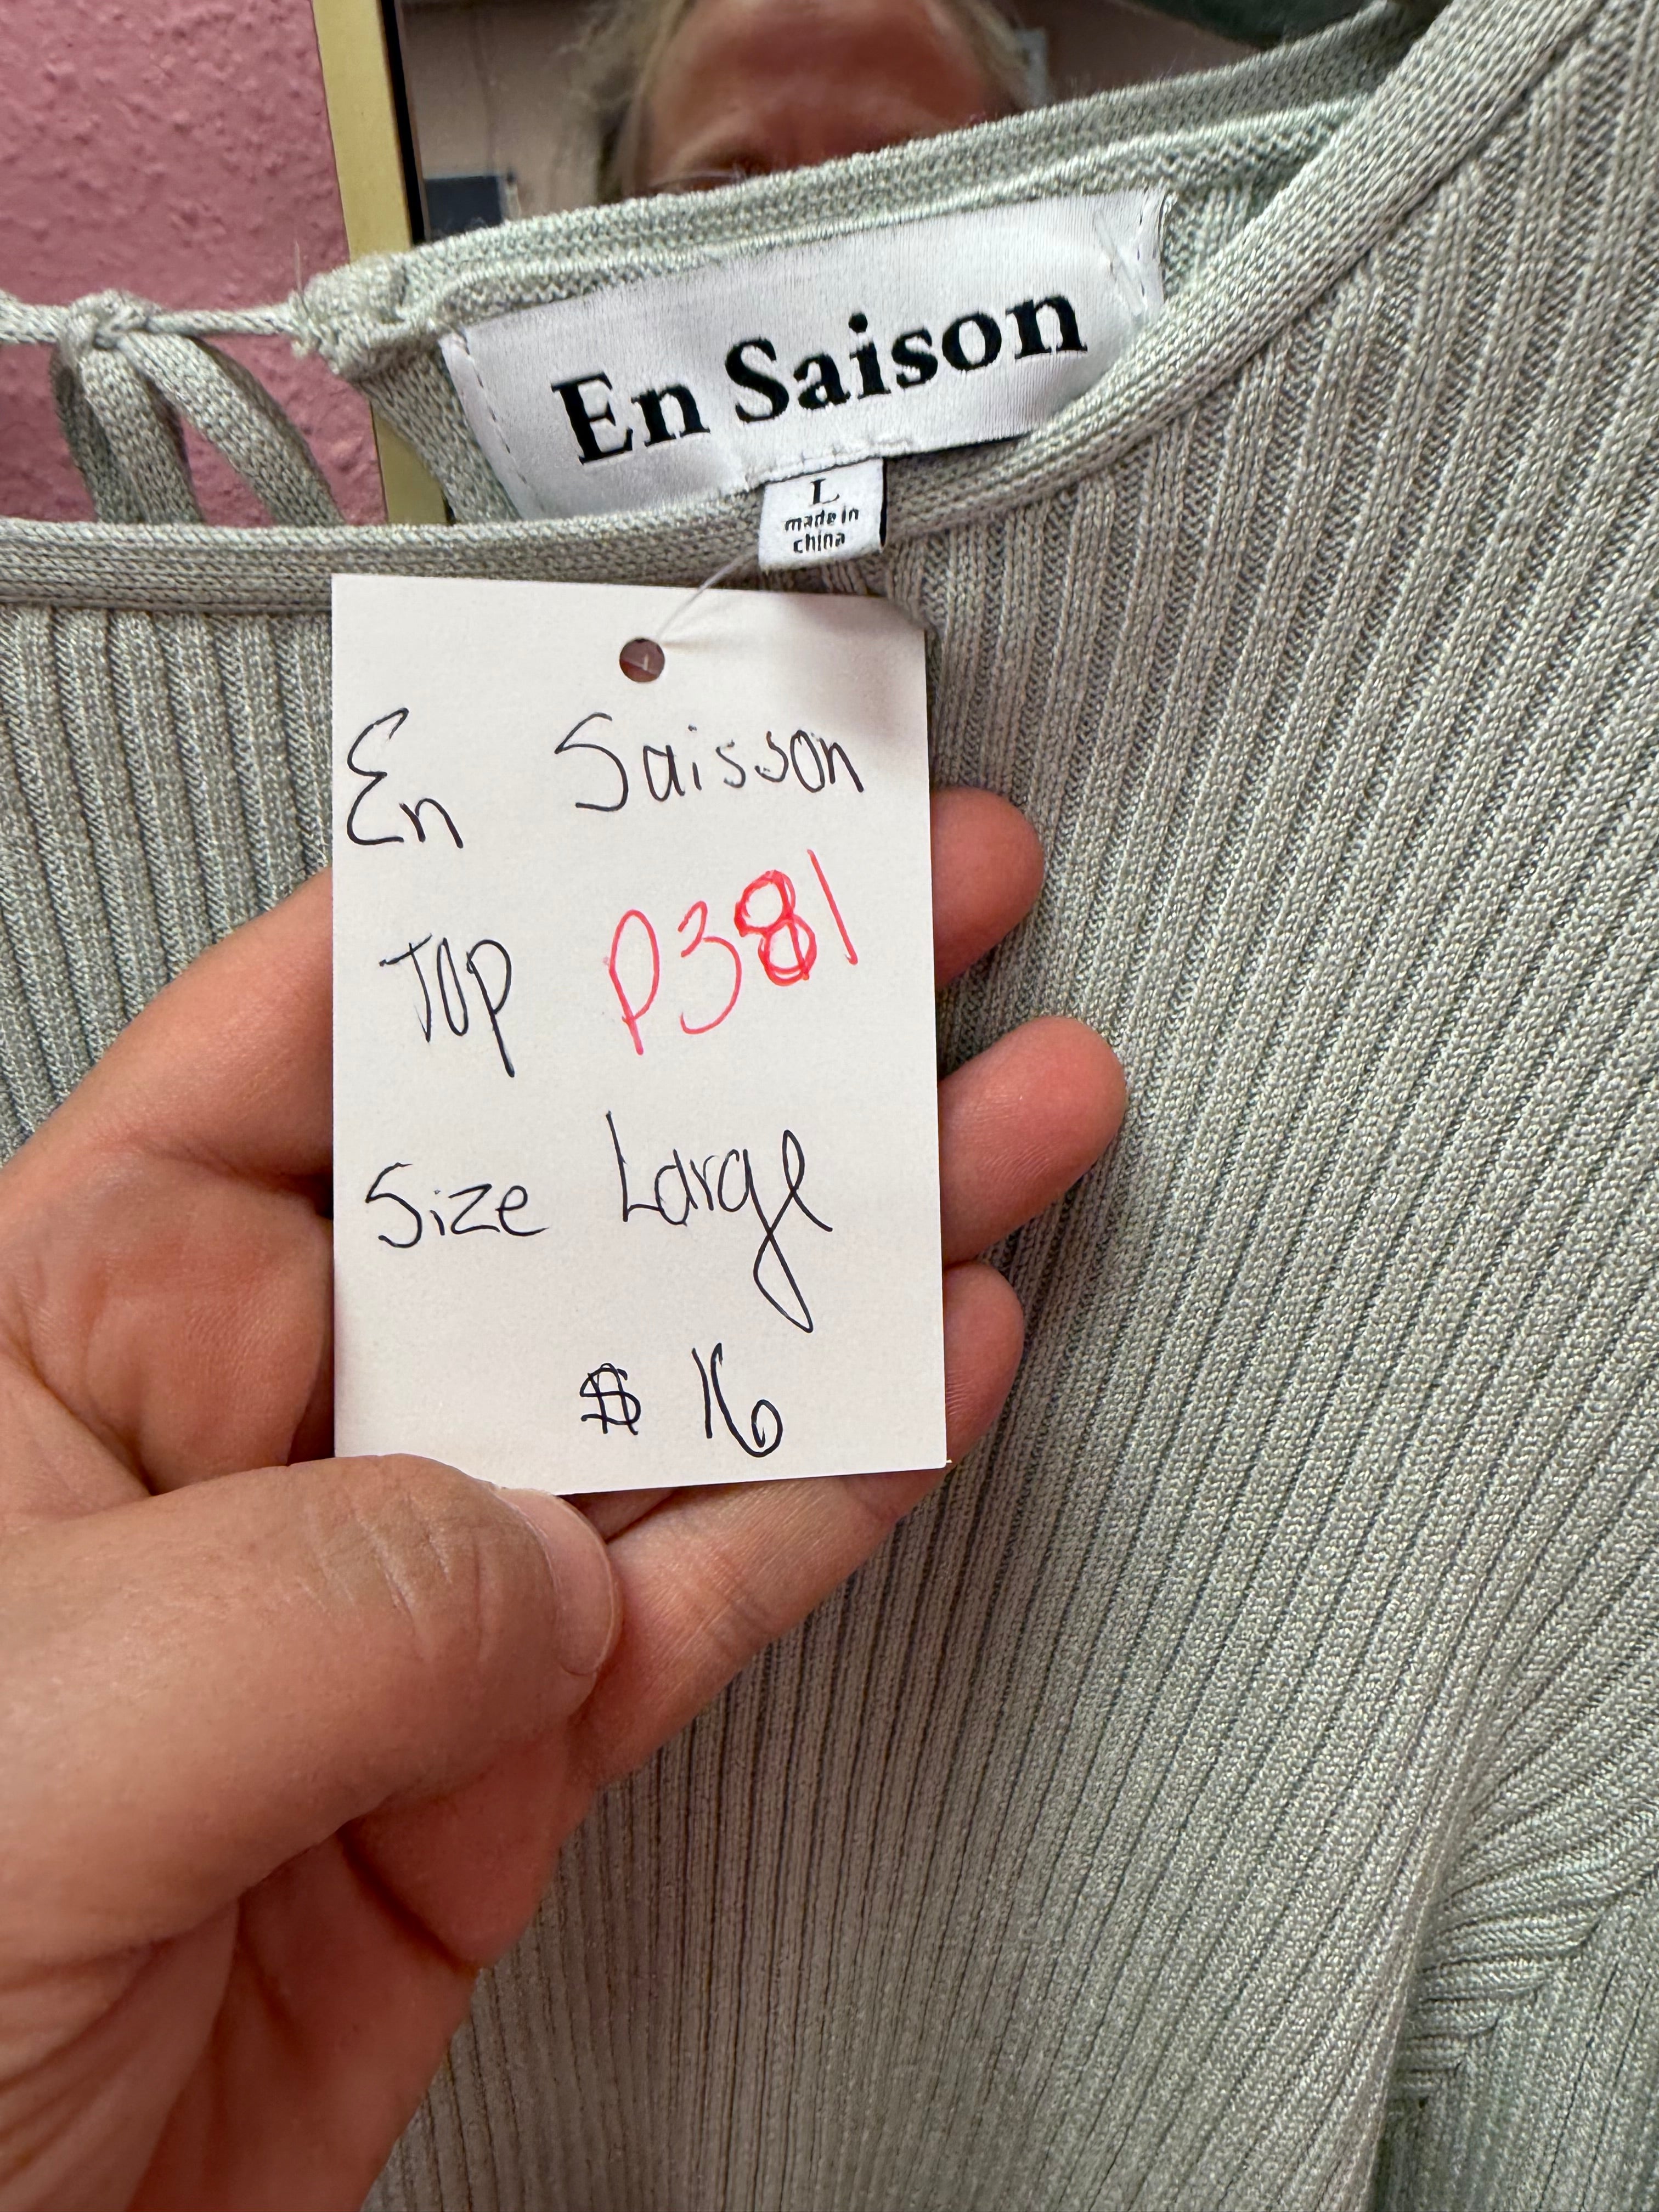 En Saison
L
made in
china
En Saisson
Top P381
Size Large
$ 16